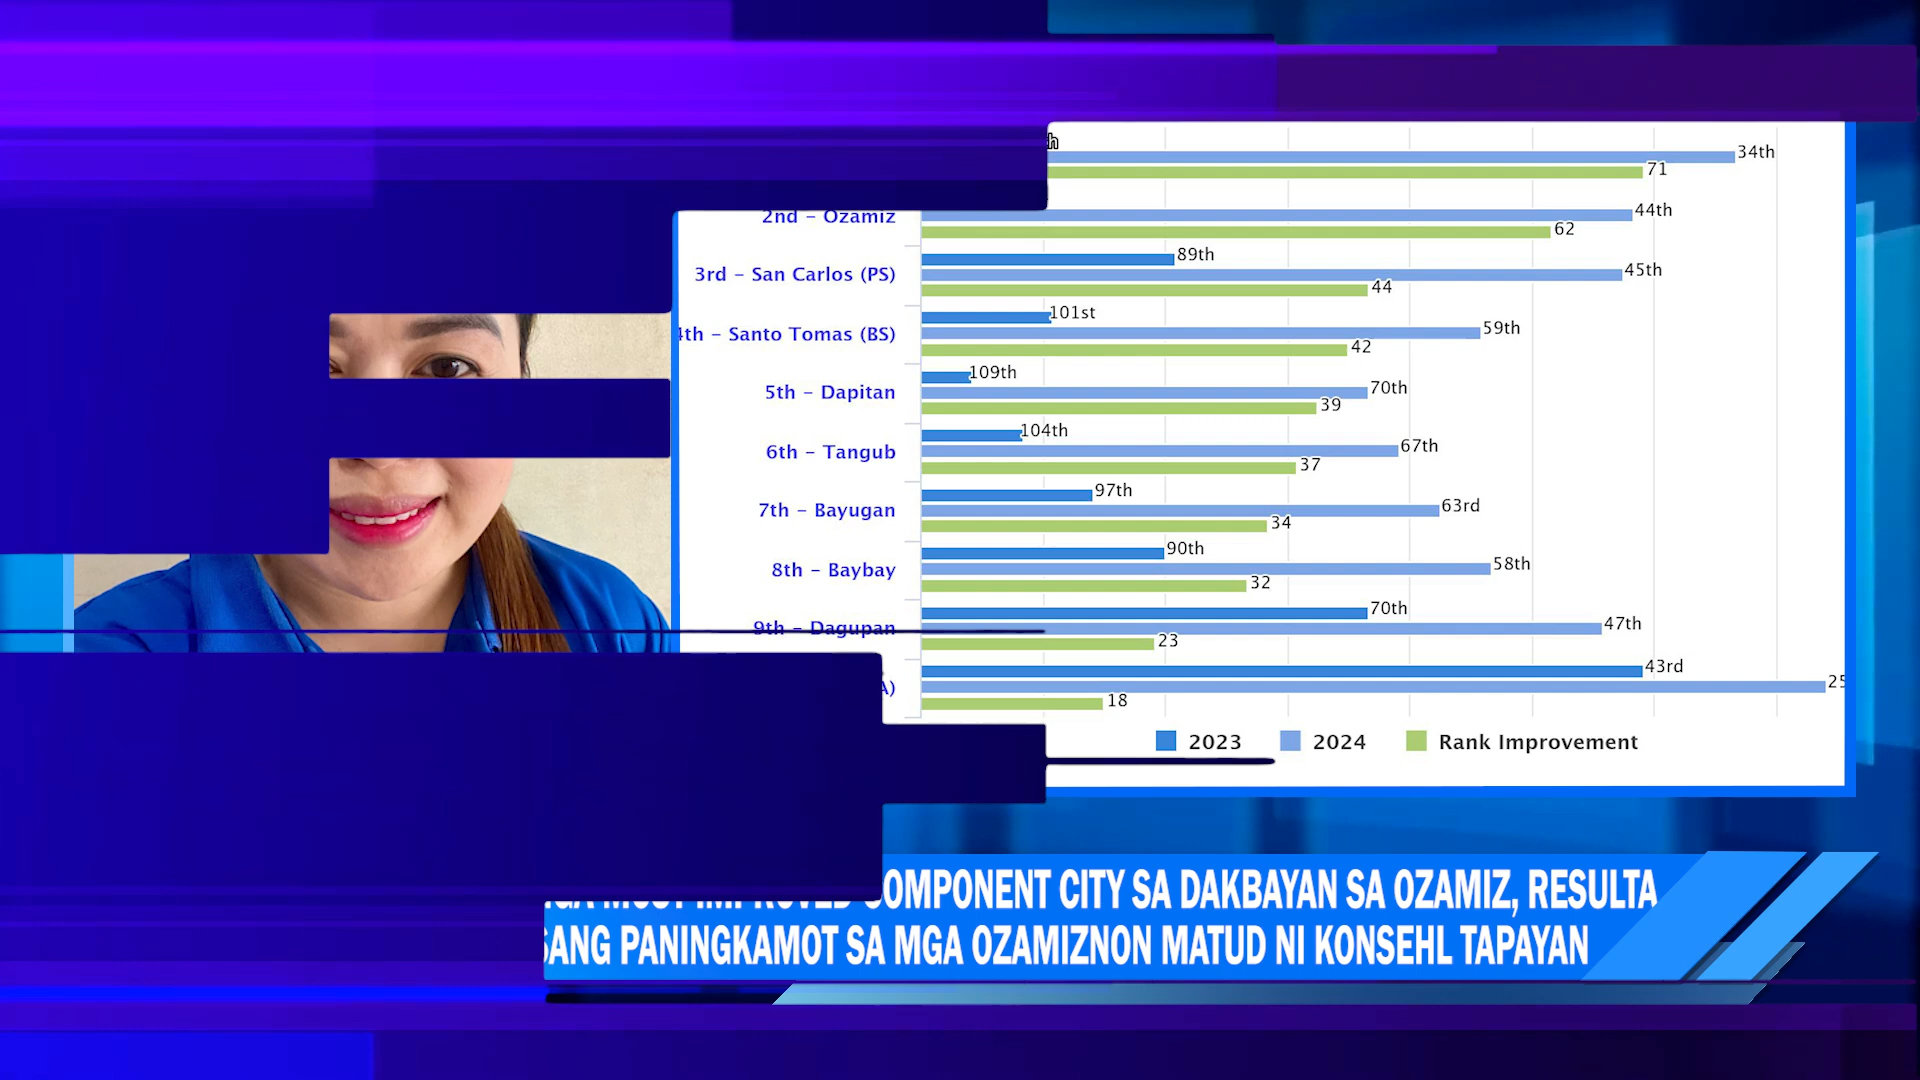 34th
71
2nd – Ozamiz
44th
62
89th
3rd – San Carlos (PS)
45th
44
101st
4th – Santo Tomas (BS)
59th
42
109th
5th – Dapitan
70th
39
104th
6th – Tangub
67th
37
97th
7th – Bayugan
63rd
34
90th
8th – Baybay
58th
32
70th
9th – Dagupan
47th
23
43rd
18
2023 2024 Rank Improvement
IMPROVED COMPONENT CITY SA DAKBAYAN SA OZAMIZ, RESULTA
PANINGKAMOT SA MGA OZAMIZNON MATUD NI KONSEHL TAPAYAN